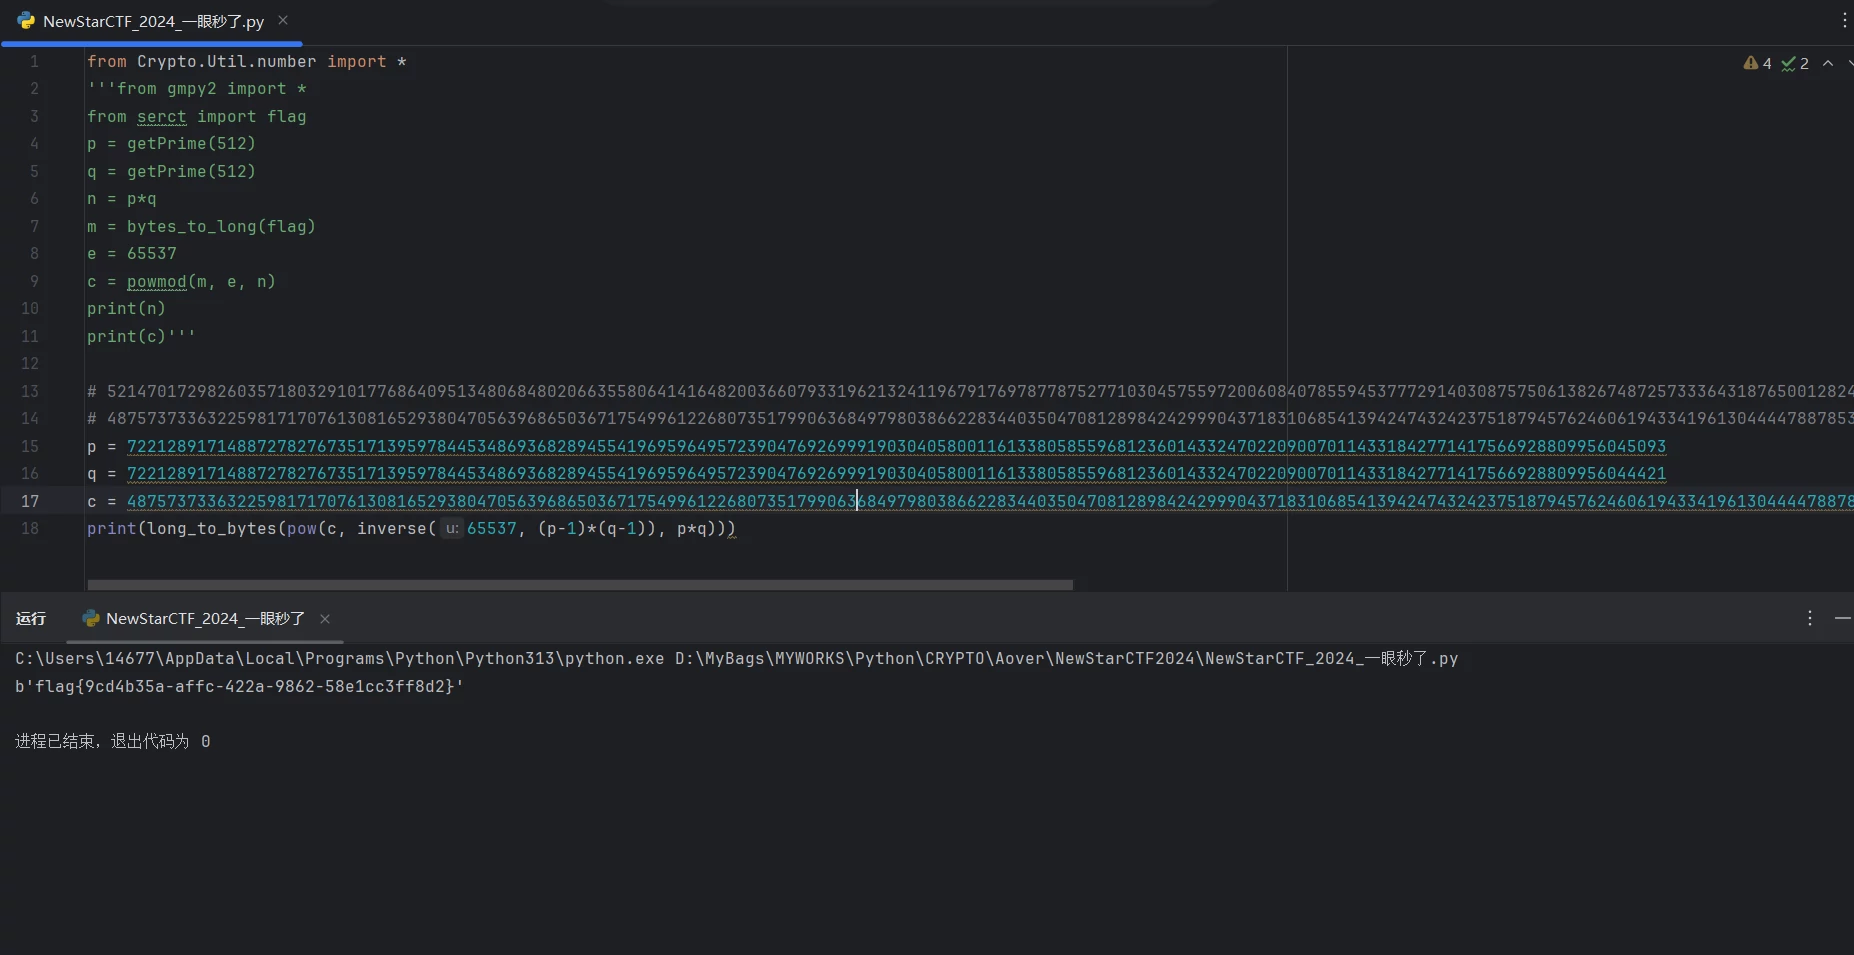 NewStarCTF_2024_一眼秒了.py
1 from Crypto.Util.number import *
2 '''from gmpy2 import *
3 from serct import flag
4 p = getPrime(512)
5 q = getPrime(512)
6 n = p*q
7 m = bytes_to_long(flag)
8 e = 65537
9 c = powmod(m, e, n)
10 print(n)
11 print(c)'''
12
13 # 52147017298260357180329101776864095134806848020663558064141648200366079331962132411967917697877875277103045755972006084078559453777291403087575061382674872573336431876500128247
14 # 48757373363225981717076130816529380470563968650367175499612268073517990636849798038662283440350470812898424299904371831068541394247432423751879457624606194334196130444478878533
15 p = 7221289171488727827673517139597844534869368289455419695964957239047692699919030405800116133805855968123601433247022090070114331842771417566928809956045093
16 q = 7221289171488727827673517139597844534869368289455419695964957239047692699919030405800116133805855968123601433247022090070114331842771417566928809956044421
17 c = 48757373363225981717076130816529380470563968650367175499612268073517990636849798038662283440350470812898424299904371831068541394247432423751879457624606194334196130444478878
18 print(long_to_bytes(pow(c, inverse( u: 65537, (p-1)*(q-1)), p*q)))
4 2
运行 NewStarCTF_2024_一眼秒了
C:\Users\14677\AppData\Local\Programs\Python\Python313\python.exe D:\MyBags\MYWORKS\Python\CRYPTO\Aover\NewStarCTF2024\NewStarCTF_2024_一眼秒了.py
b'flag{9cd4b35a-affc-422a-9862-58e1cc3ff8d2}'
进程已结束，退出代码为 0